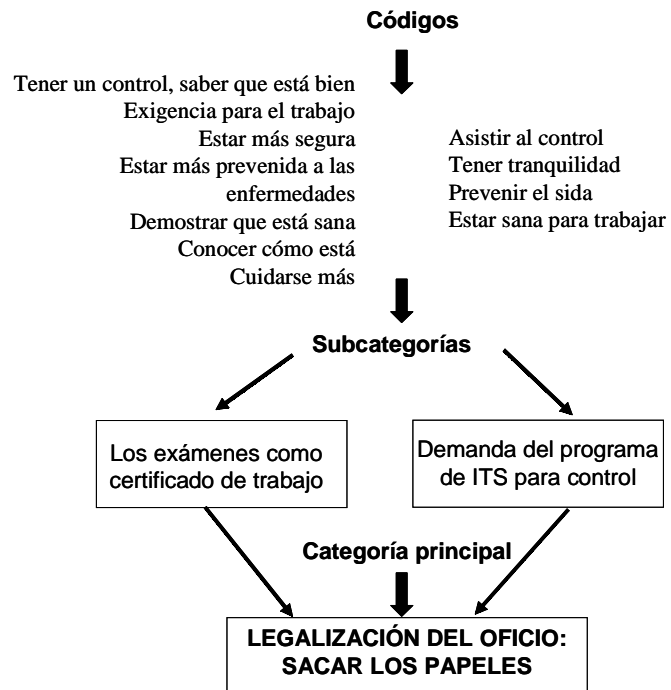 Códigos
Tener un control, saber que está bien
Exigencia para el trabajo
Estar más segura
Estar más prevenida a las
enfermedades
Demostrar que está sana
Conocer cómo está
Cuidarse más
Asistir al control
Tener tranquilidad
Prevenir el sida
Estar sana para trabajar
Subcategorías
Los exámenes como
certificado de trabajo
Demanda del programa
de ITS para control
Categoría principal
LEGALIZACIÓN DEL OFICIO:
SACAR LOS PAPELES